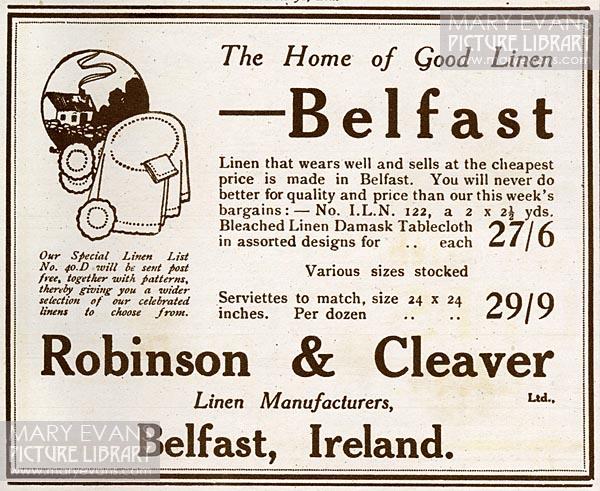 MARY EVANS
PICTURE LIBRARY
The Home of Good Linen
—Belfast
Linen that wears well and sells at the cheapest
price is made in Belfast. You will never do
better for quality and price than our this week's
bargains: — No. I.L.N. 122, a 2 x 2½ yds.
Bleached Linen Damask Tablecloth
in assorted designs for .. each 27/6
Various sizes stocked
Serviettes to match, size 24 x 24
inches. Per dozen .. .. 29/9
Our Special Linen List
No. 40.D will be sent post
free, together with patterns,
thereby giving you a wider
selection of our celebrated
linens to choose from.
Robinson & Cleaver
Ltd.,
Linen Manufacturers,
Belfast, Ireland.
MARY EVANS
PICTURE LIBRARY